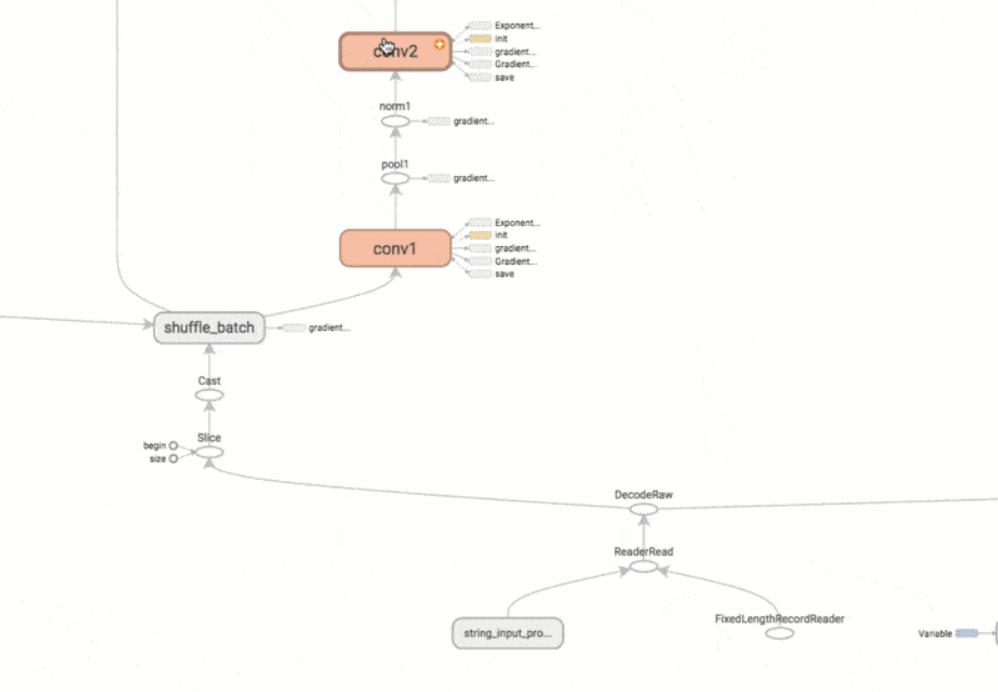 Exponent...
conv2
init
gradient...
Gradient...
save
norm1
gradient...
pool1
gradient...
Exponent...
conv1
init
gradient...
Gradient...
save
shuffle_batch
gradient...
Cast
Slice
begin
size
DecodeRaw
ReaderRead
FixedLengthRecordReader
string_input_pro...
Variable